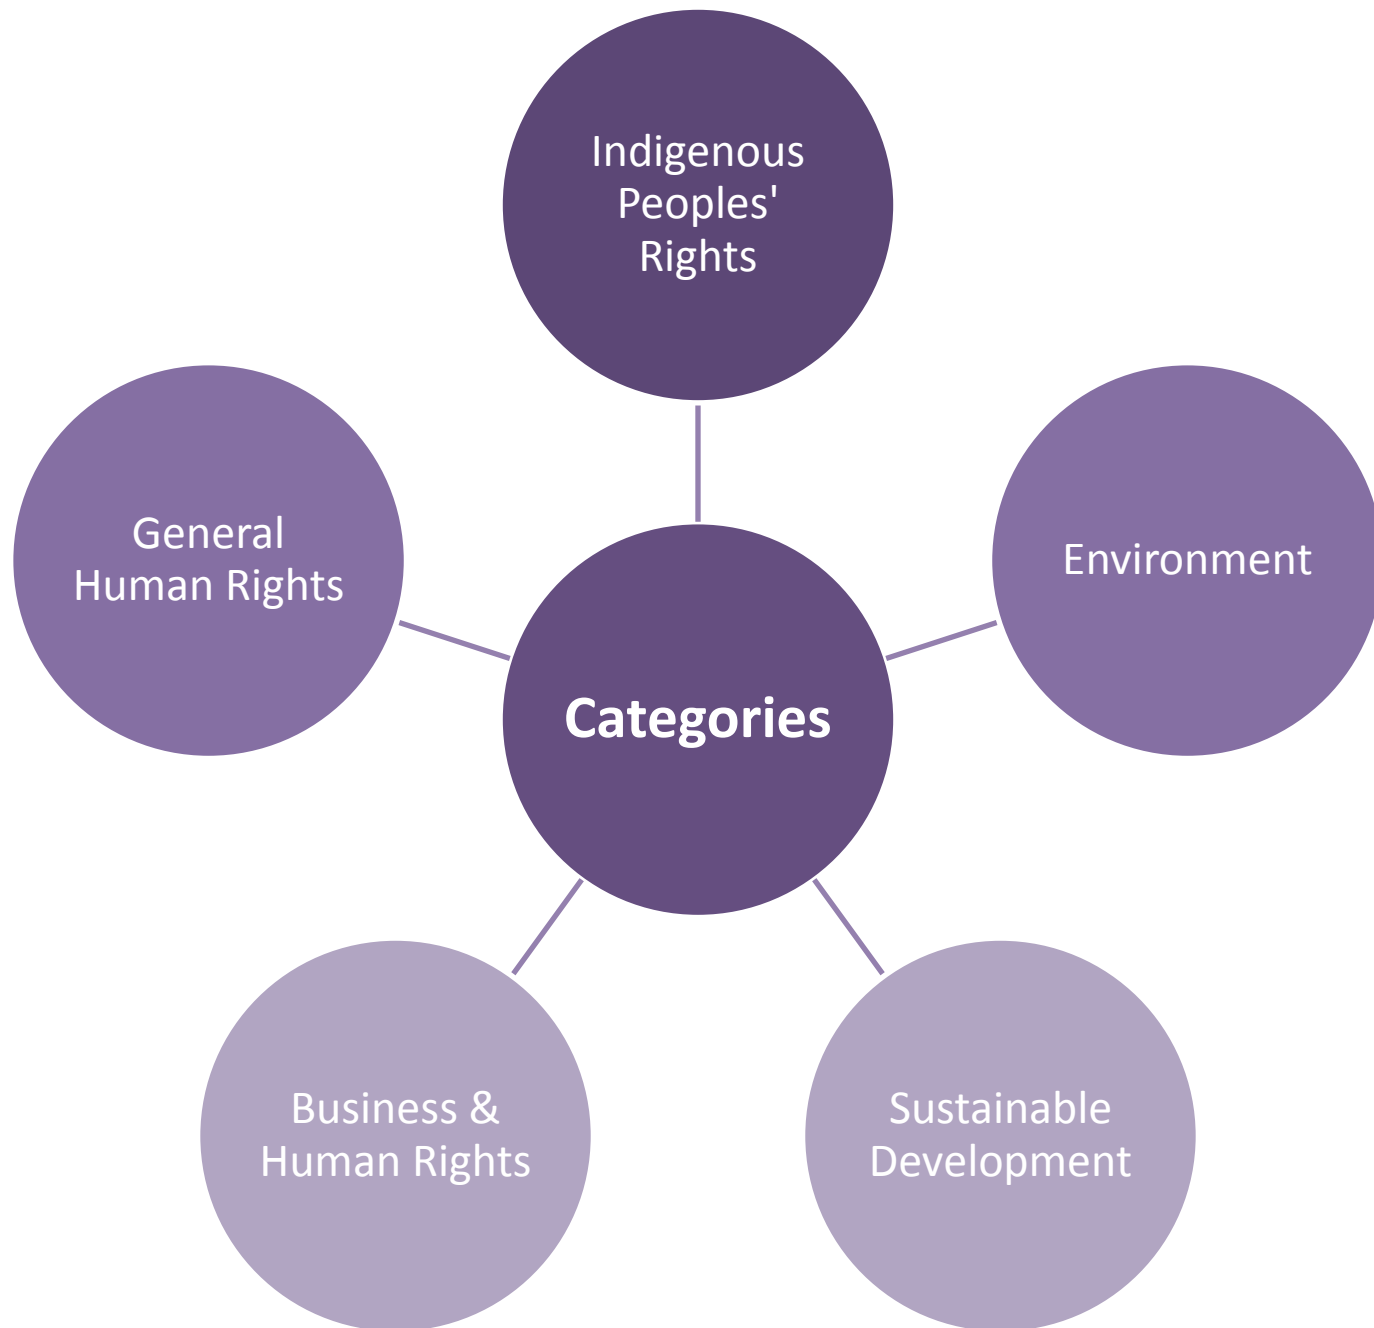 Indigenous
Peoples'
Rights
General
Human Rights
Environment
Categories
Business &
Human Rights
Sustainable
Development